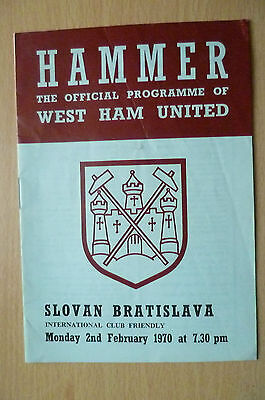 HAMMER
THE OFFICIAL PROGRAMME OF
WEST HAM UNITED
SLOVAN BRATISLAVA
INTERNATIONAL CLUB FRIENDLY
Monday 2nd February 1970 at 7.30 pm